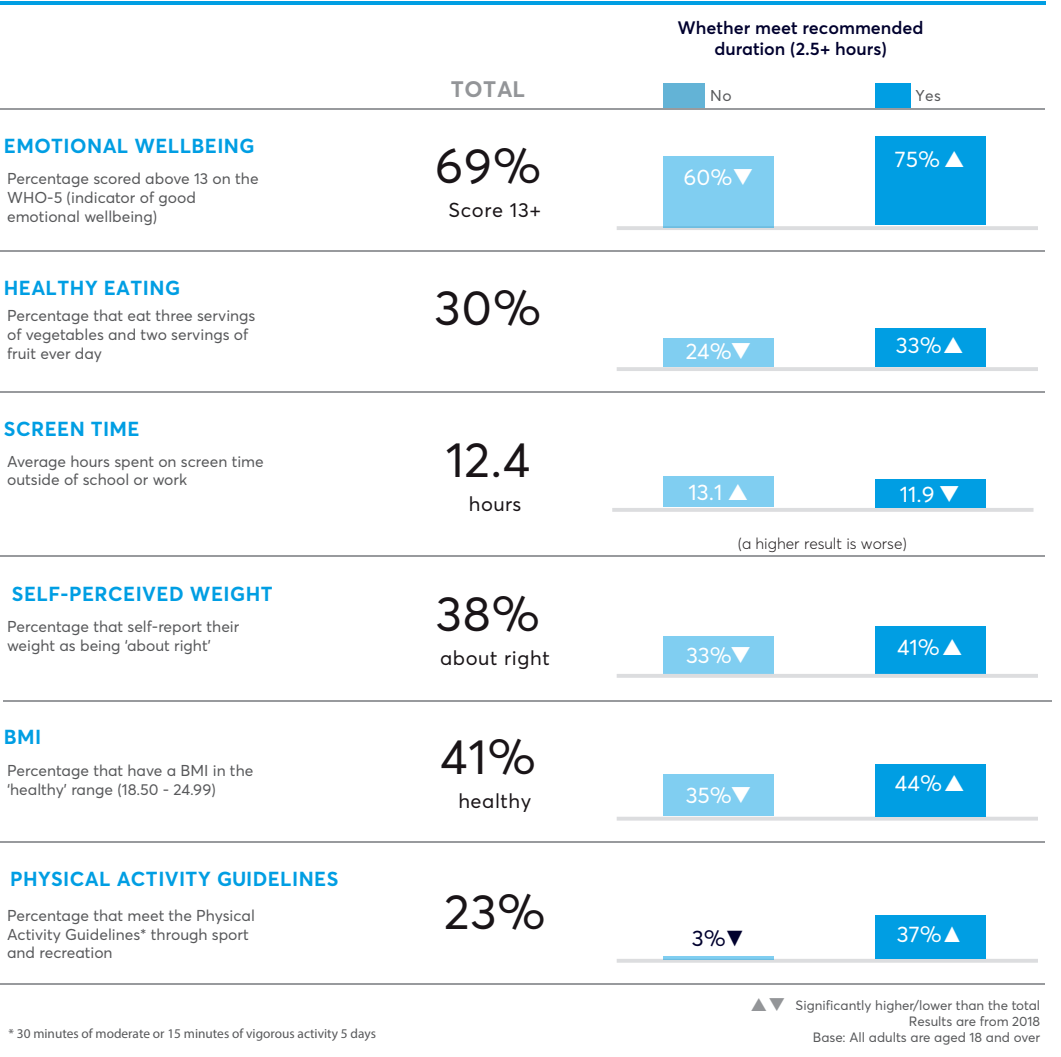 Whether meet recommended
duration (2.5+ hours)
TOTAL
No
Yes
EMOTIONAL WELLBEING
Percentage scored above 13 on the
WHO-5 (indicator of good
emotional wellbeing)
69%
Score 13+
60%▼
75% ▲
HEALTHY EATING
Percentage that eat three servings
of vegetables and two servings of
fruit ever day
30%
24%▼
33%▲
SCREEN TIME
Average hours spent on screen time
outside of school or work
12.4
hours
13.1 ▲
11.9 ▼
(a higher result is worse)
SELF-PERCEIVED WEIGHT
Percentage that self-report their
weight as being ‘about right’
38%
about right
33%▼
41%▲
BMI
Percentage that have a BMI in the
‘healthy’ range (18.50 - 24.99)
41%
healthy
35%▼
44%▲
PHYSICAL ACTIVITY GUIDELINES
Percentage that meet the Physical
Activity Guidelines* through sport
and recreation
23%
3%▼
37%▲
▲▼ Significantly higher/lower than the total
Results are from 2018
Base: All adults are aged 18 and over
* 30 minutes of moderate or 15 minutes of vigorous activity 5 days